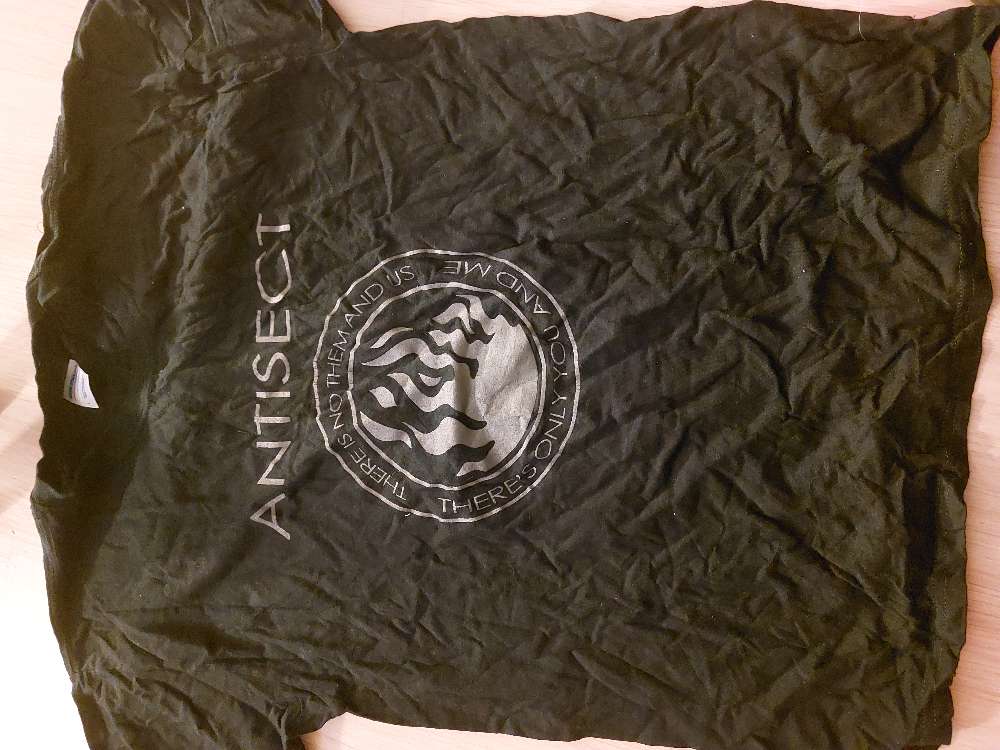 ANTISECT
THERE IS NO THEM AND US
THERE'S ONLY YOU AND ME